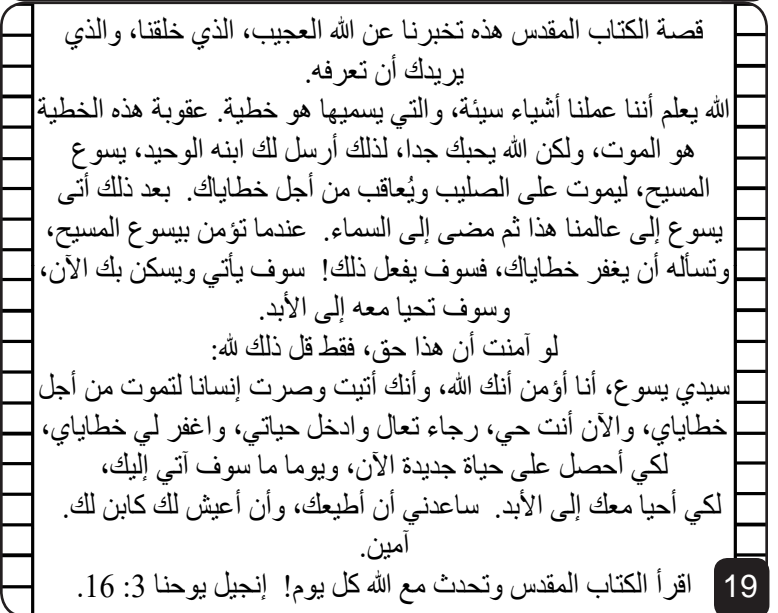 قصة الكتاب المقدس هذه تخبرنا عن الله العجيب، الذي خلقنا، والذي
يريدك أن تعرفه.
الله يعلم أننا عملنا أشياء سيئة، والتي يسميها هو خطية. عقوبة هذه الخطية
هو الموت، ولكن الله يحبك جدا، لذلك أرسل لك ابنه الوحيد، يسوع
المسيح، ليموت على الصليب ويُعاقب من أجل خطاياك. بعد ذلك أتى
يسوع إلى عالمنا هذا ثم مضى إلى السماء. عندما تؤمن بيسوع المسيح،
وتسأله أن يغفر خطاياك، فسوف يفعل ذلك! سوف يأتي ويسكن بك الآن،
وسوف تحيا معه إلى الأبد.
لو آمنت أن هذا حق، فقط قل ذلك لله:
سيدي يسوع، أنا أؤمن أنك الله، وأنك أتيت وصرت إنسانا لتموت من أجل
خطاياي، والآن أنت حي، رجاء تعال وادخل حياتي، واغفر لي خطاياي،
لكي أحصل على حياة جديدة الآن، ويوما ما سوف آتي إليك،
لكي أحيا معك إلى الأبد. ساعدني أن أطيعك، وأن أعيش لك كابن لك.
آمين.
اقرأ الكتاب المقدس وتحدث مع الله كل يوم! إنجيل يوحنا 3: 16.
19